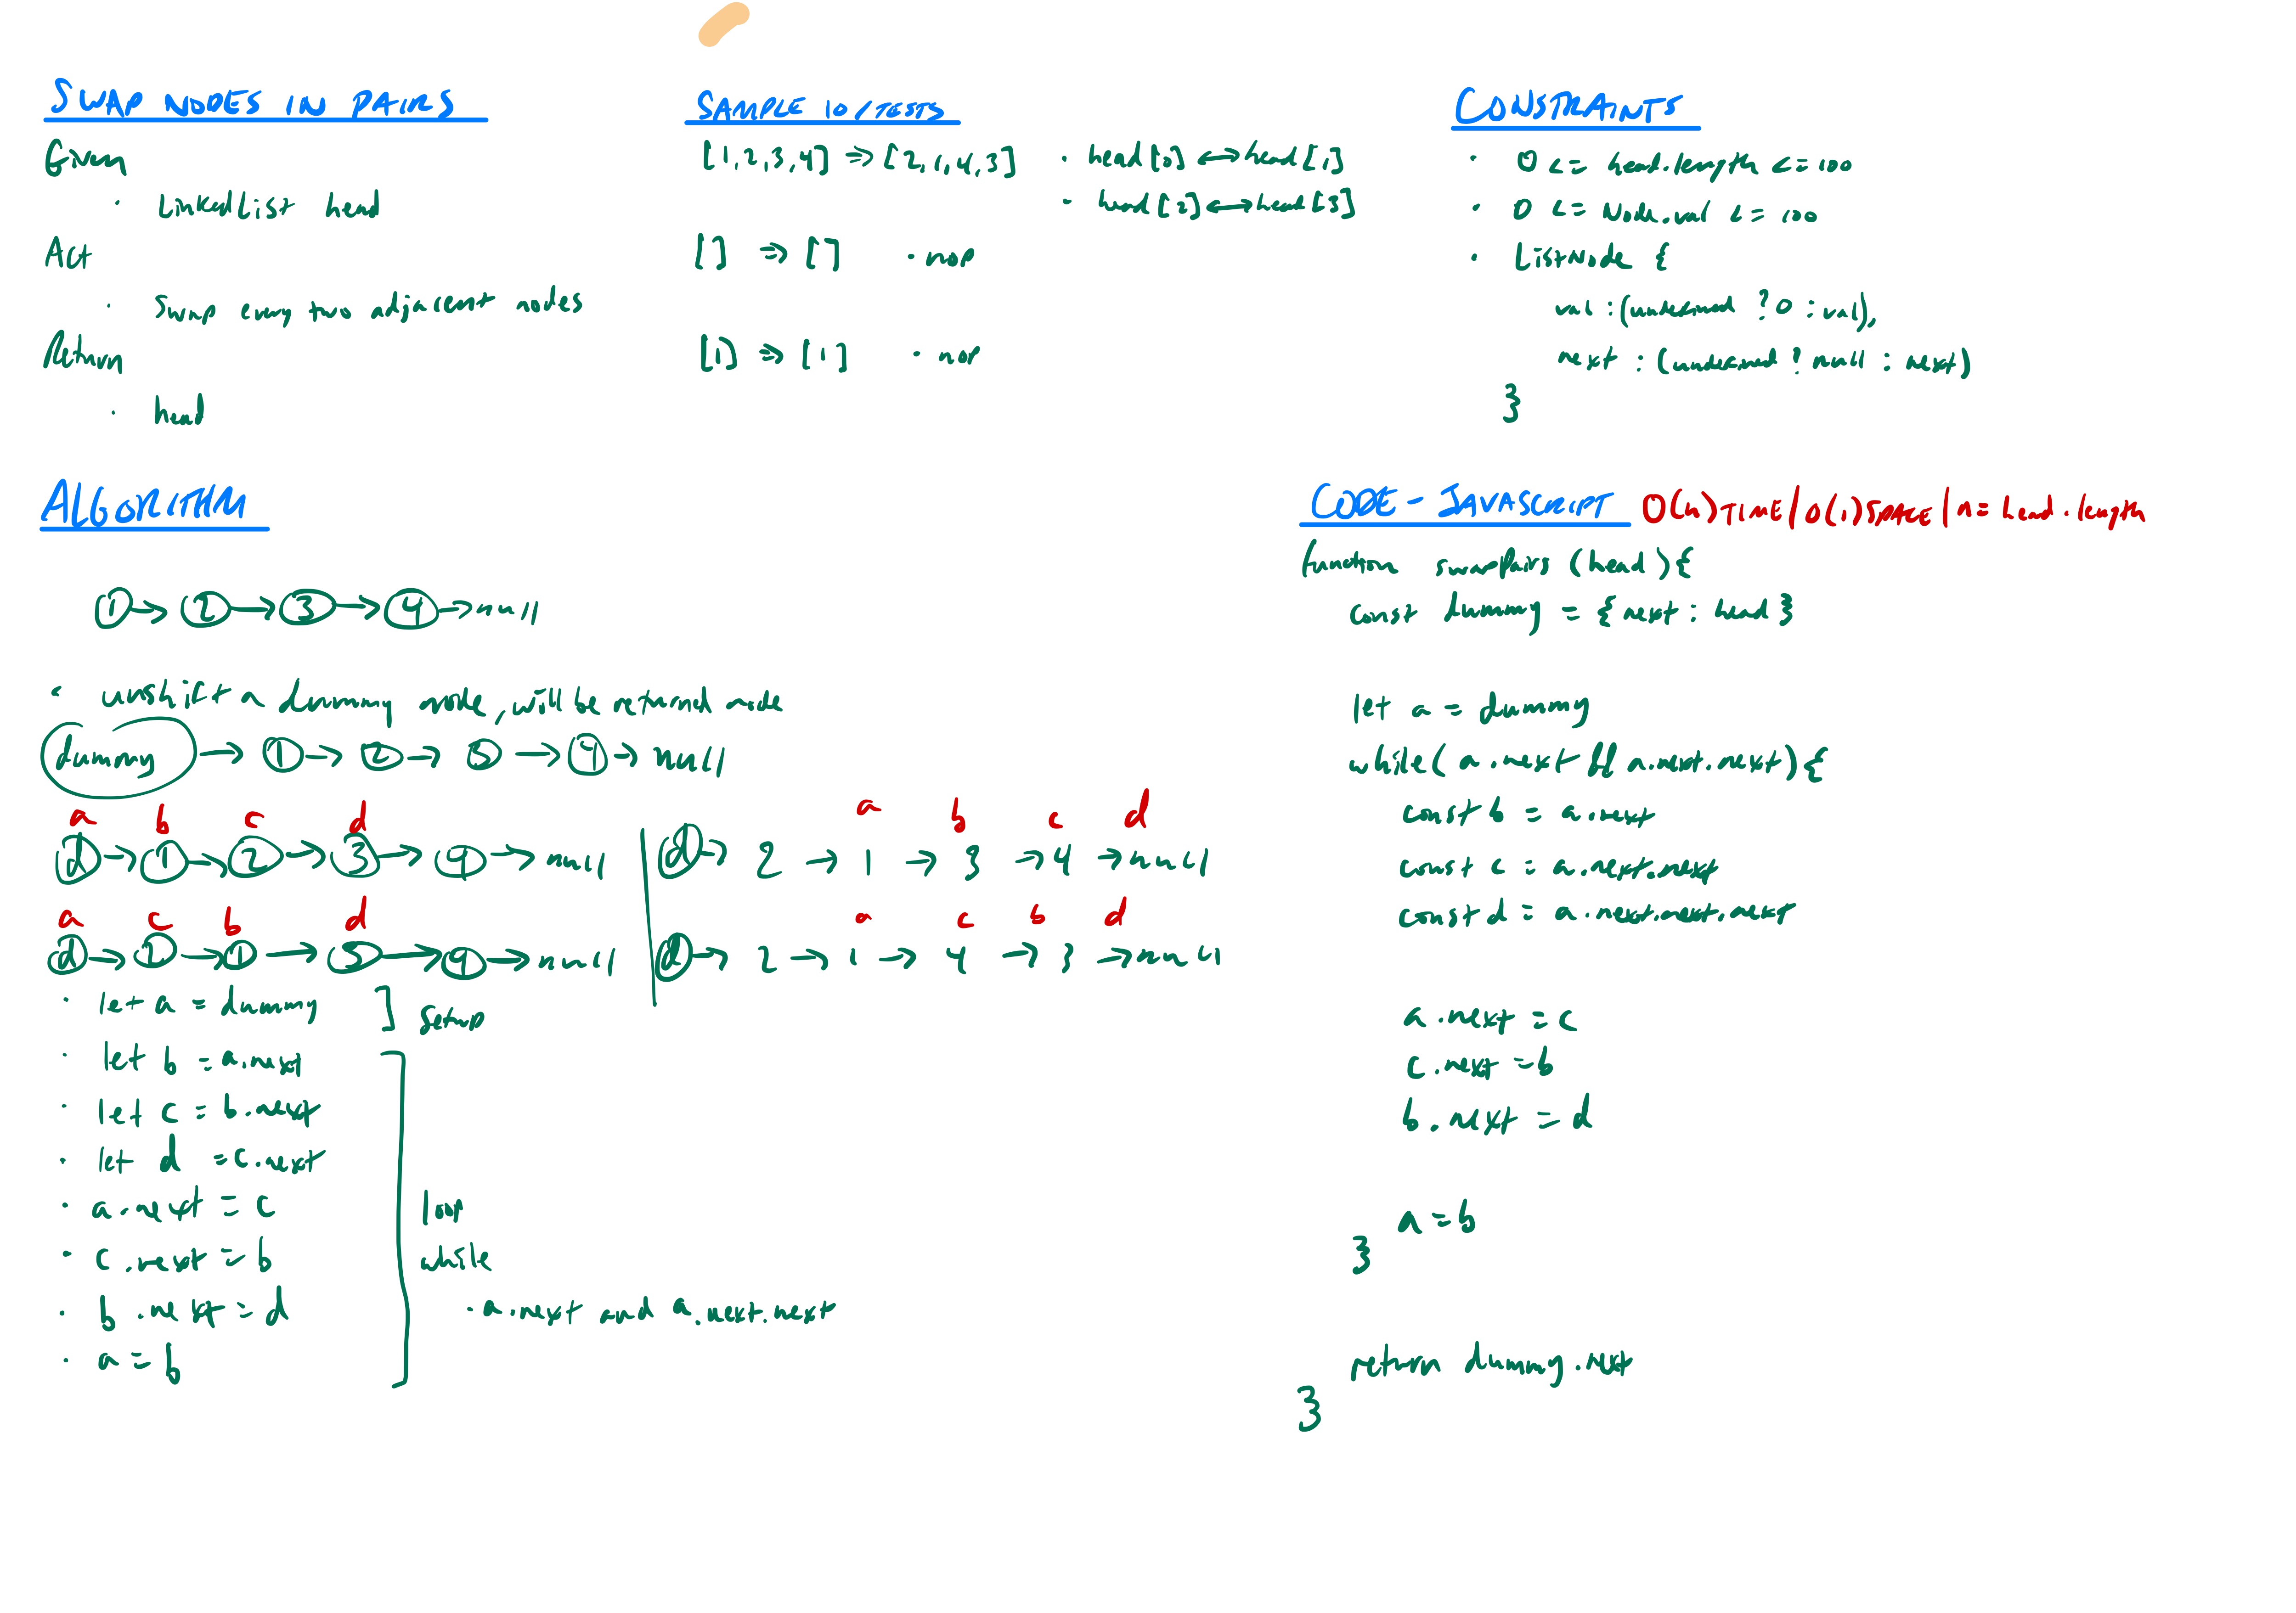 SWAP NODES IN PAIRS
Given
· LinkedList head
Act
· Swap every two adjacent nodes
Return
· head
SAMPLE IO/TESTS
[1,2,3,4] => [2,1,4,3] · head[0] <-> head[1]
· head[2] <-> head[3]
[] => [] · nop
[1] => [1] · nop
CONSTRAINTS
· 0 <= head.length <= 100
· 0 <= Node.val <= 100
· ListNode {
val : (undefined ? 0 : val),
next : (undefined ? null : next)
}
ALGORITHM
1 → 2 → 3 → 4 → null
· unshift a dummy node, will be returned node
dummy → 1 → 2 → 3 → 4 → null
a b c d
d → 1 → 2 → 3 → 4 → null
a c b d
d → 2 → 1 → 3 → 4 → null
a b c d
d → 2 → 1 → 3 → 4 → null
a c b d
d → 2 → 1 → 4 → 3 → null
· let a = dummy ] setup
· let b = a.next
· let c = b.next
· let d = c.next
· a.next = c
· c.next = b
· b.next = d
· a = b
loop
while
· a.next and a.next.next
CODE - JAVASCRIPT O(n) TIME / O(1) SPACE / n = head.length
function swapPairs (head) {
const dummy = { next : head }
let a = dummy
while( a.next && a.next.next) {
const b = a.next
const c = a.next.next
const d = a.next.next.next
a.next = c
c.next = b
b.next = d
a = b
}
return dummy.next
}